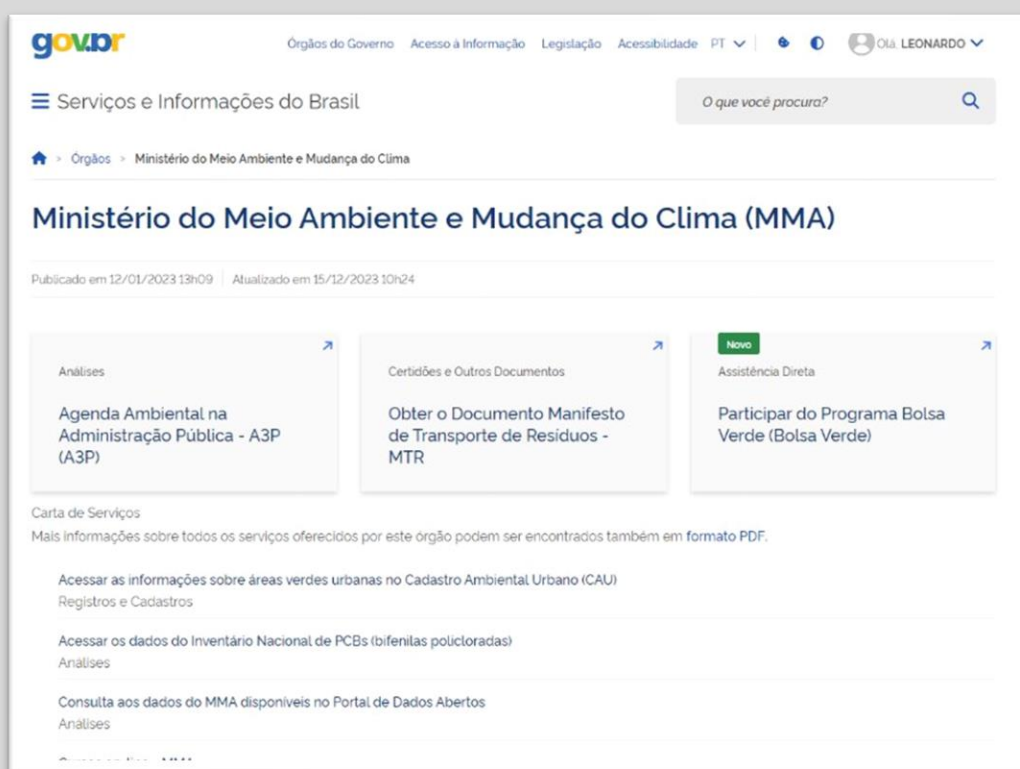 gov.br
Órgãos do Governo Acesso à Informação Legislação Acessibilidade PT Olá, LEONARDO
Serviços e Informações do Brasil
O que você procura?
> Órgãos > Ministério do Meio Ambiente e Mudança do Clima
Ministério do Meio Ambiente e Mudança do Clima (MMA)
Publicado em 12/01/2023 13h09 Atualizado em 15/12/2023 10h24
Análises
Agenda Ambiental na
Administração Pública - A3P
(A3P)
Certidões e Outros Documentos
Obter o Documento Manifesto
de Transporte de Resíduos -
MTR
Novo
Assistência Direta
Participar do Programa Bolsa
Verde (Bolsa Verde)
Carta de Serviços
Mais informações sobre todos os serviços oferecidos por este órgão podem ser encontrados também em formato PDF.
Acessar as informações sobre áreas verdes urbanas no Cadastro Ambiental Urbano (CAU)
Registros e Cadastros
Acessar os dados do Inventário Nacional de PCBs (bifenilas policloradas)
Análises
Consulta aos dados do MMA disponíveis no Portal de Dados Abertos
Análises